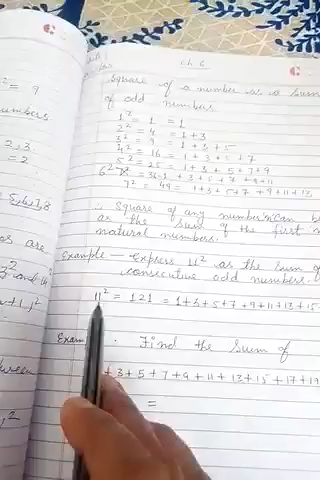 ch 6
Square of a number as a sum
of odd numbers.
1² = 1 = 1
2² = 4 = 1+3
3² = 9 = 1+3+5
4² = 16 = 1+3+5+7
5² = 25 = 1+3+5+7+9
6² = 36 = 1+3+5+7+9+11
7² = 49 = 1+3+5+7+9+11+13
∴ Square of any number 'n' can be
as the sum of the first n
natural numbers.
Example — Express 11² as the sum of
consecutive odd numbers.
11² = 121 = 1+3+5+7+9+11+13+15
Find the sum of
+3+5+7+9+11+13+15+17+19
=
² = 9
umbers
2, 3
= 2
os are